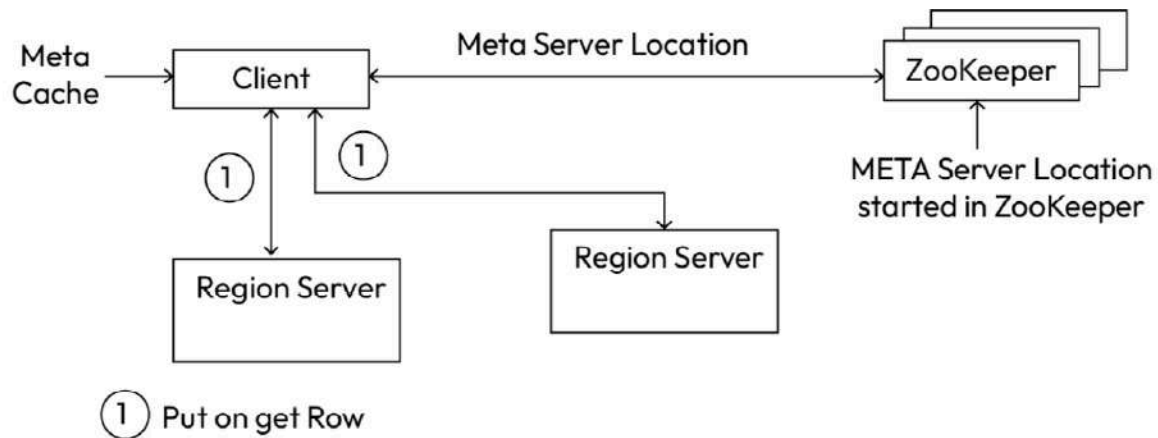 Meta
Cache
Client
Meta Server Location
ZooKeeper
1
1
META Server Location
started in ZooKeeper
Region Server
Region Server
1 Put on get Row